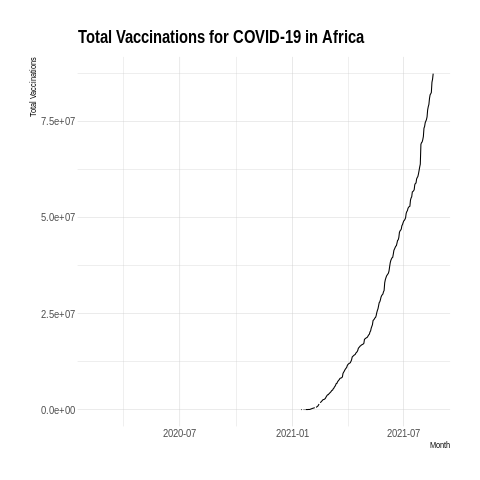 Total Vaccinations for COVID-19 in Africa
Total Vaccinations
7.5e+07
5.0e+07
2.5e+07
0.0e+00
2020-07
2021-01
2021-07
Month